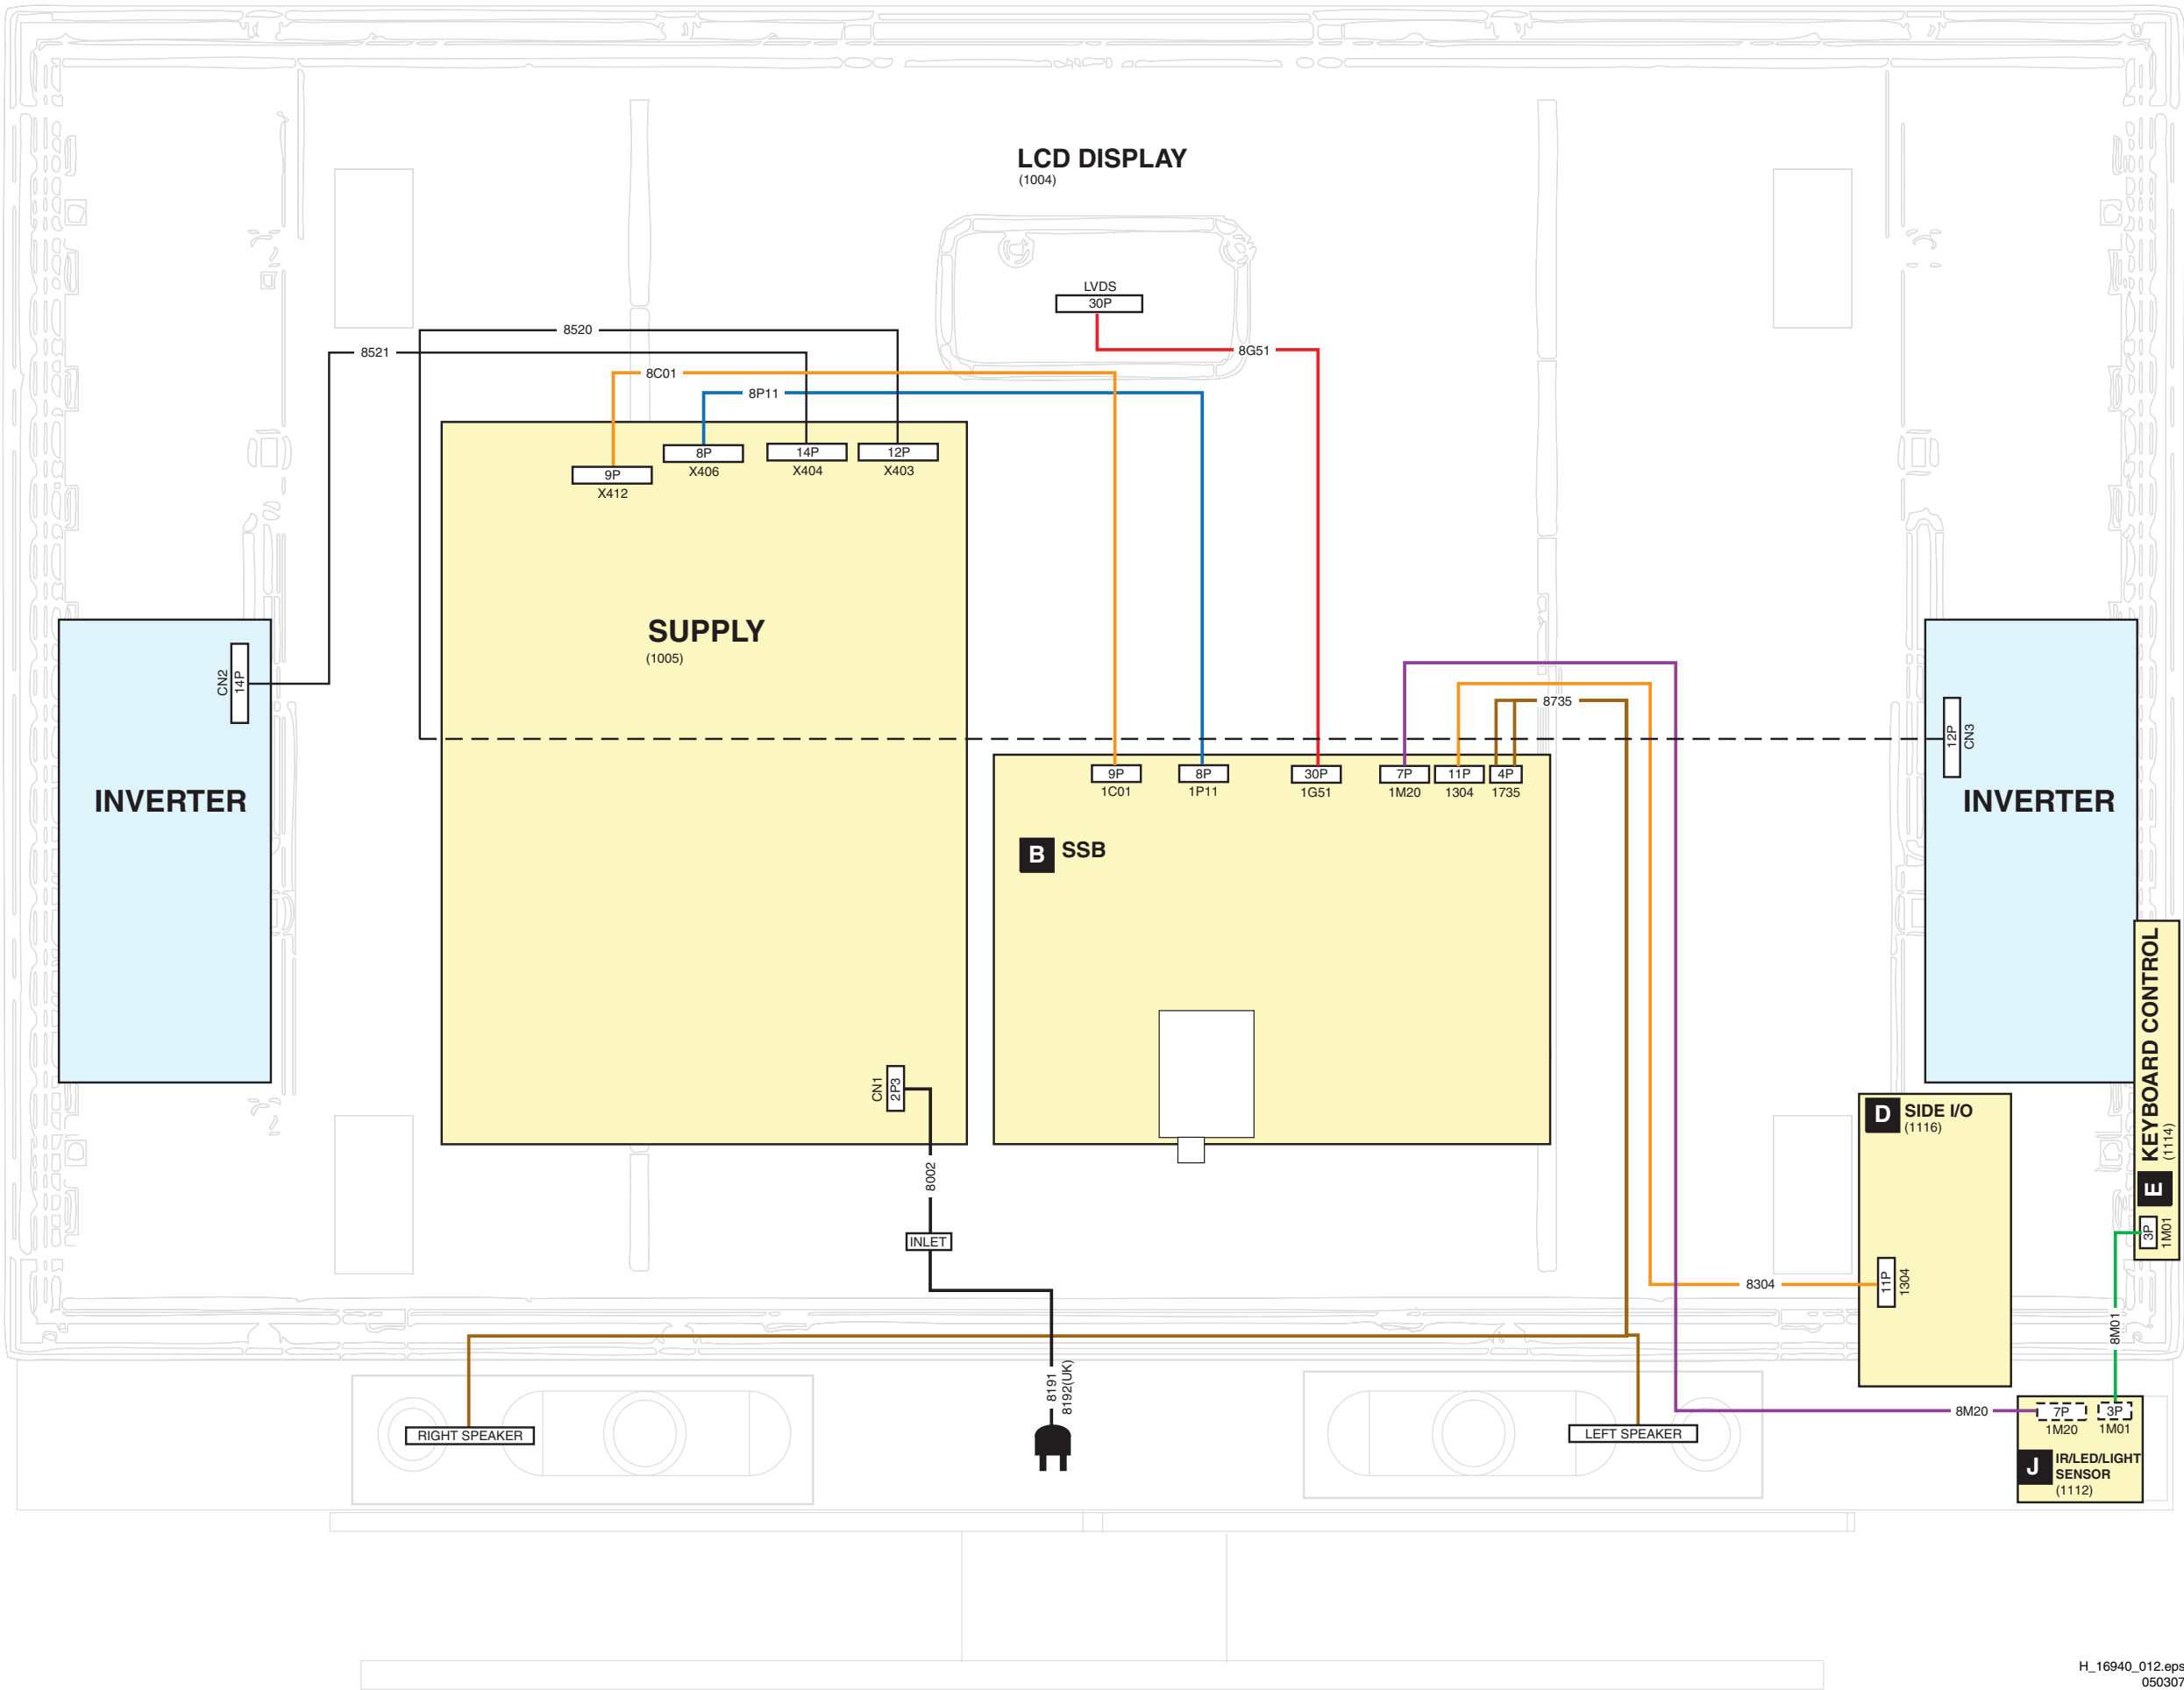 LCD DISPLAY
(1004)
LVDS
30P
8520
8521
8G51
8C01
8P11
8P
X406
14P
X404
12P
X403
9P
X412
SUPPLY
(1005)
CN2
14P
INVERTER
8735
12P
CN3
INVERTER
9P
1C01
8P
1P11
30P
1G51
7P
1M20
11P
1304
4P
1735
B SSB
CN1
2P3
8002
INLET
8191
8192(UK)
D SIDE I/O
(1116)
11P
1304
8304
E KEYBOARD CONTROL
(1114)
3P
1M01
8M01
RIGHT SPEAKER
LEFT SPEAKER
8M20
7P
1M20
3P
1M01
J IR/LED/LIGHT
SENSOR
(1112)
H_16940_012.eps
050307